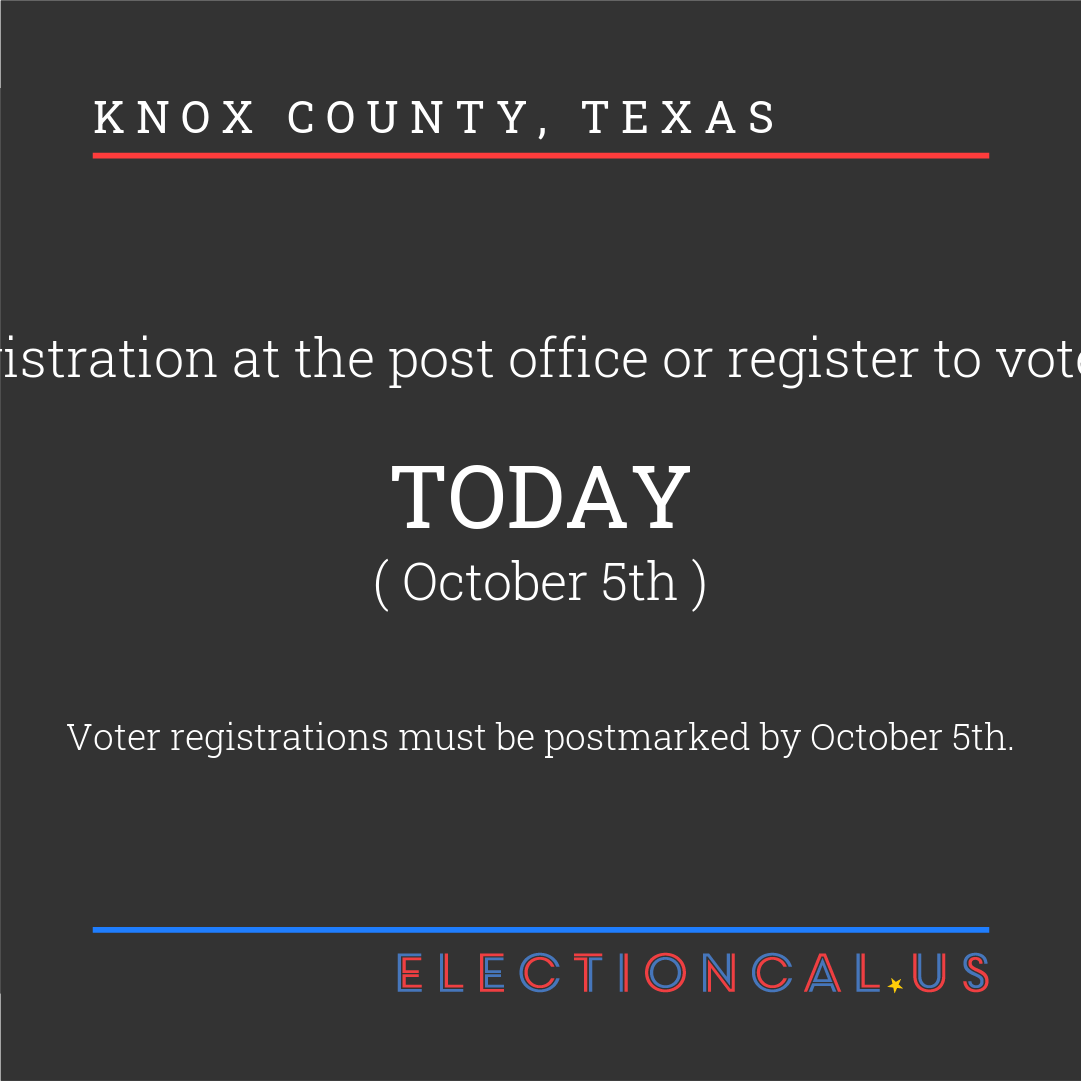 KNOX COUNTY, TEXAS
istration at the post office or register to vote
TODAY
( October 5th )
Voter registrations must be postmarked by October 5th.
ELECTIONCAL.US